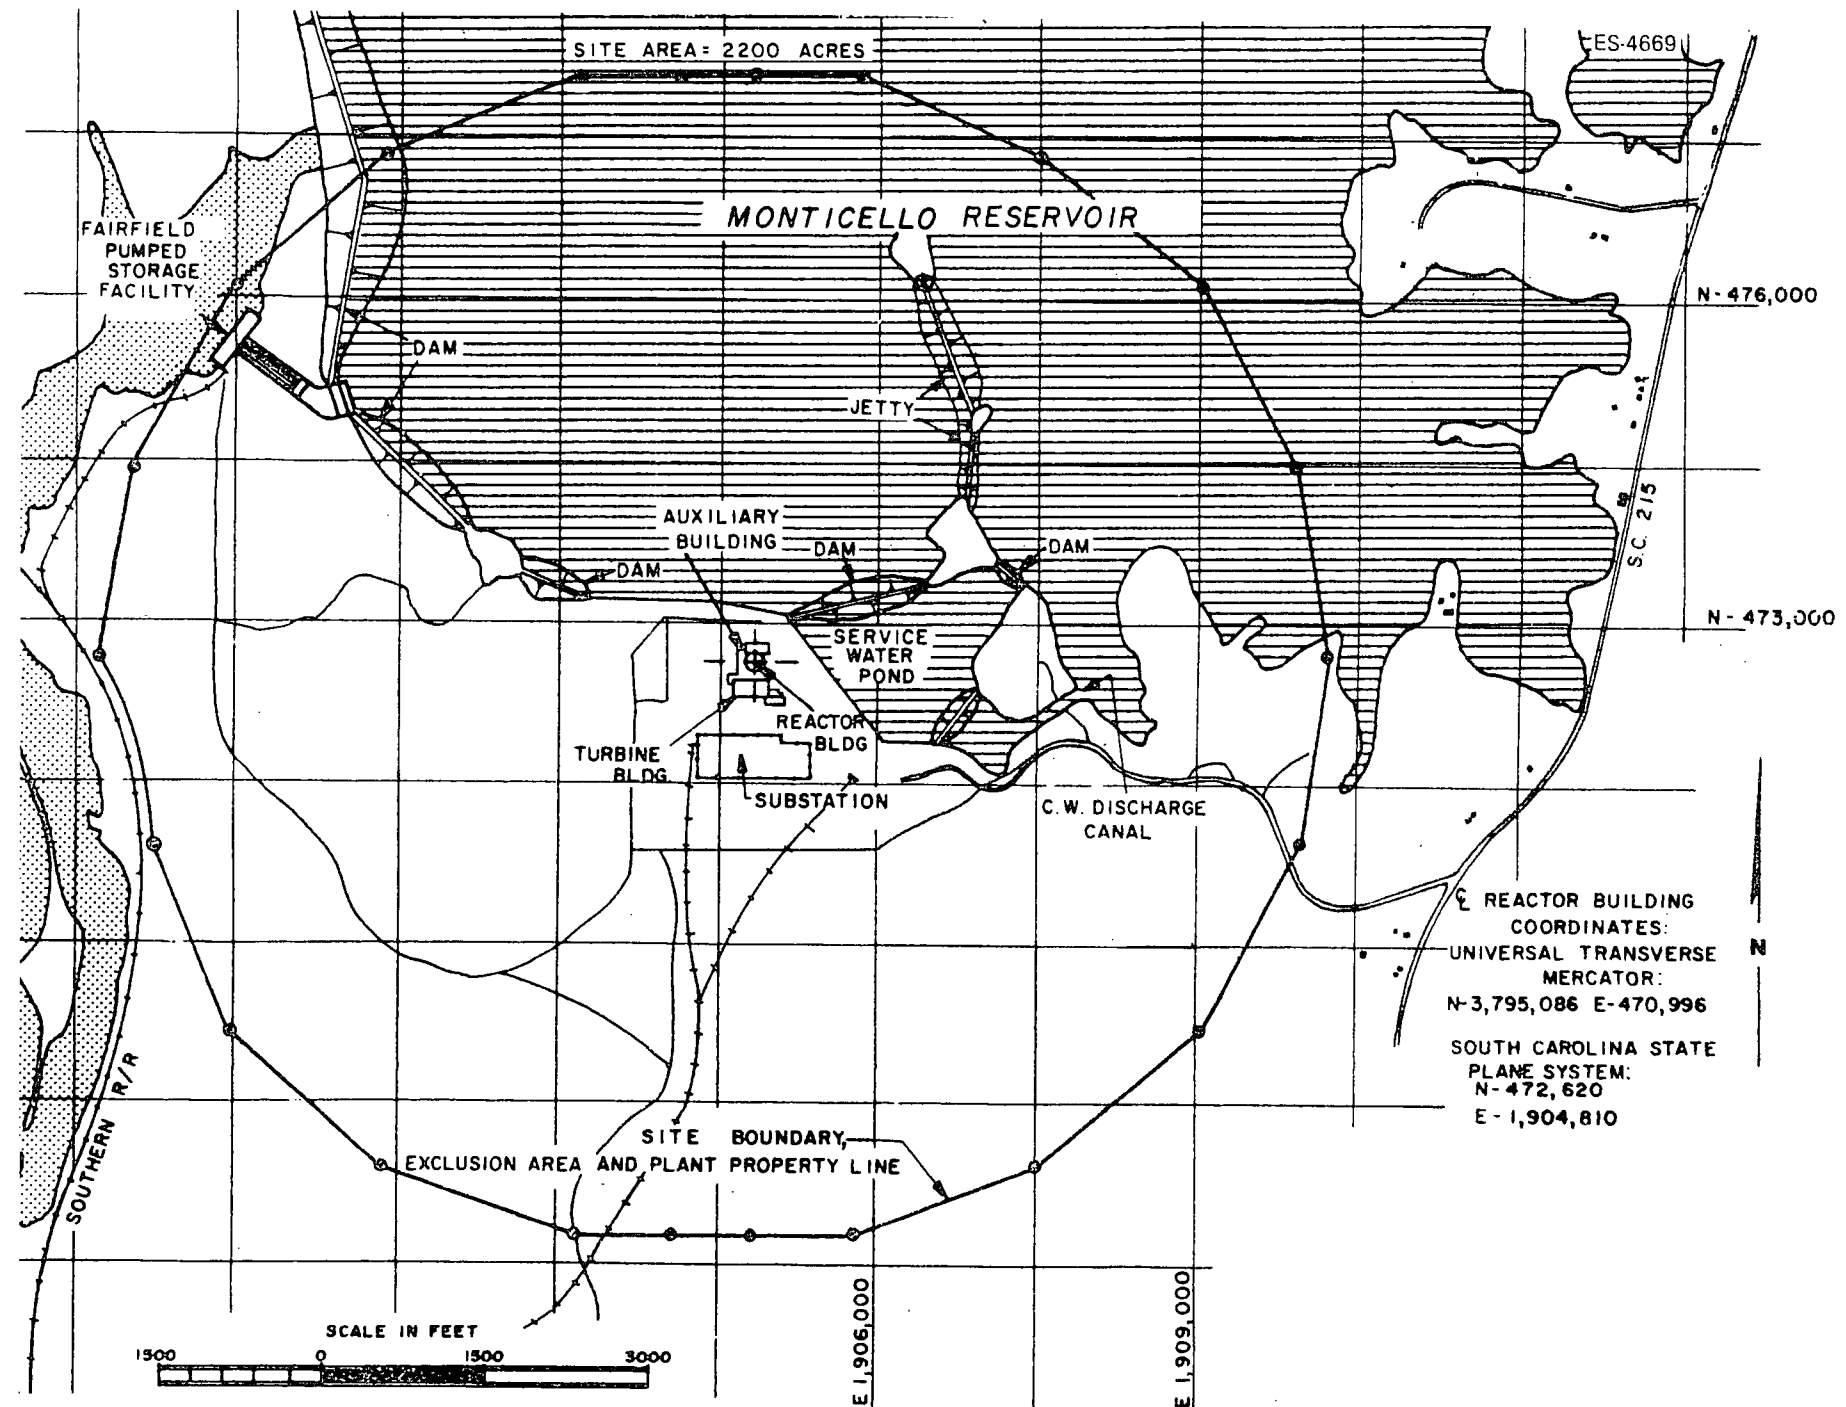 SITE AREA = 2200 ACRES
ES-4669
MONTICELLO RESERVOIR
FAIRFIELD
PUMPED
STORAGE
FACILITY
N-476,000
DAM
JETTY
S.C. 215
AUXILIARY
BUILDING
DAM
DAM
DAM
N-473,000
SERVICE
WATER
POND
REACTOR
BLDG
TURBINE
BLDG
SUBSTATION
C.W. DISCHARGE
CANAL
℄ REACTOR BUILDING
COORDINATES:
UNIVERSAL TRANSVERSE
MERCATOR:
N-3,795,086 E-470,996
N
SOUTH CAROLINA STATE
PLANE SYSTEM:
N-472,620
E-1,904,810
SOUTHERN R/R
SITE BOUNDARY,
EXCLUSION AREA AND PLANT PROPERTY LINE
E 1,906,000
E 1,909,000
SCALE IN FEET
1500 0 1500 3000